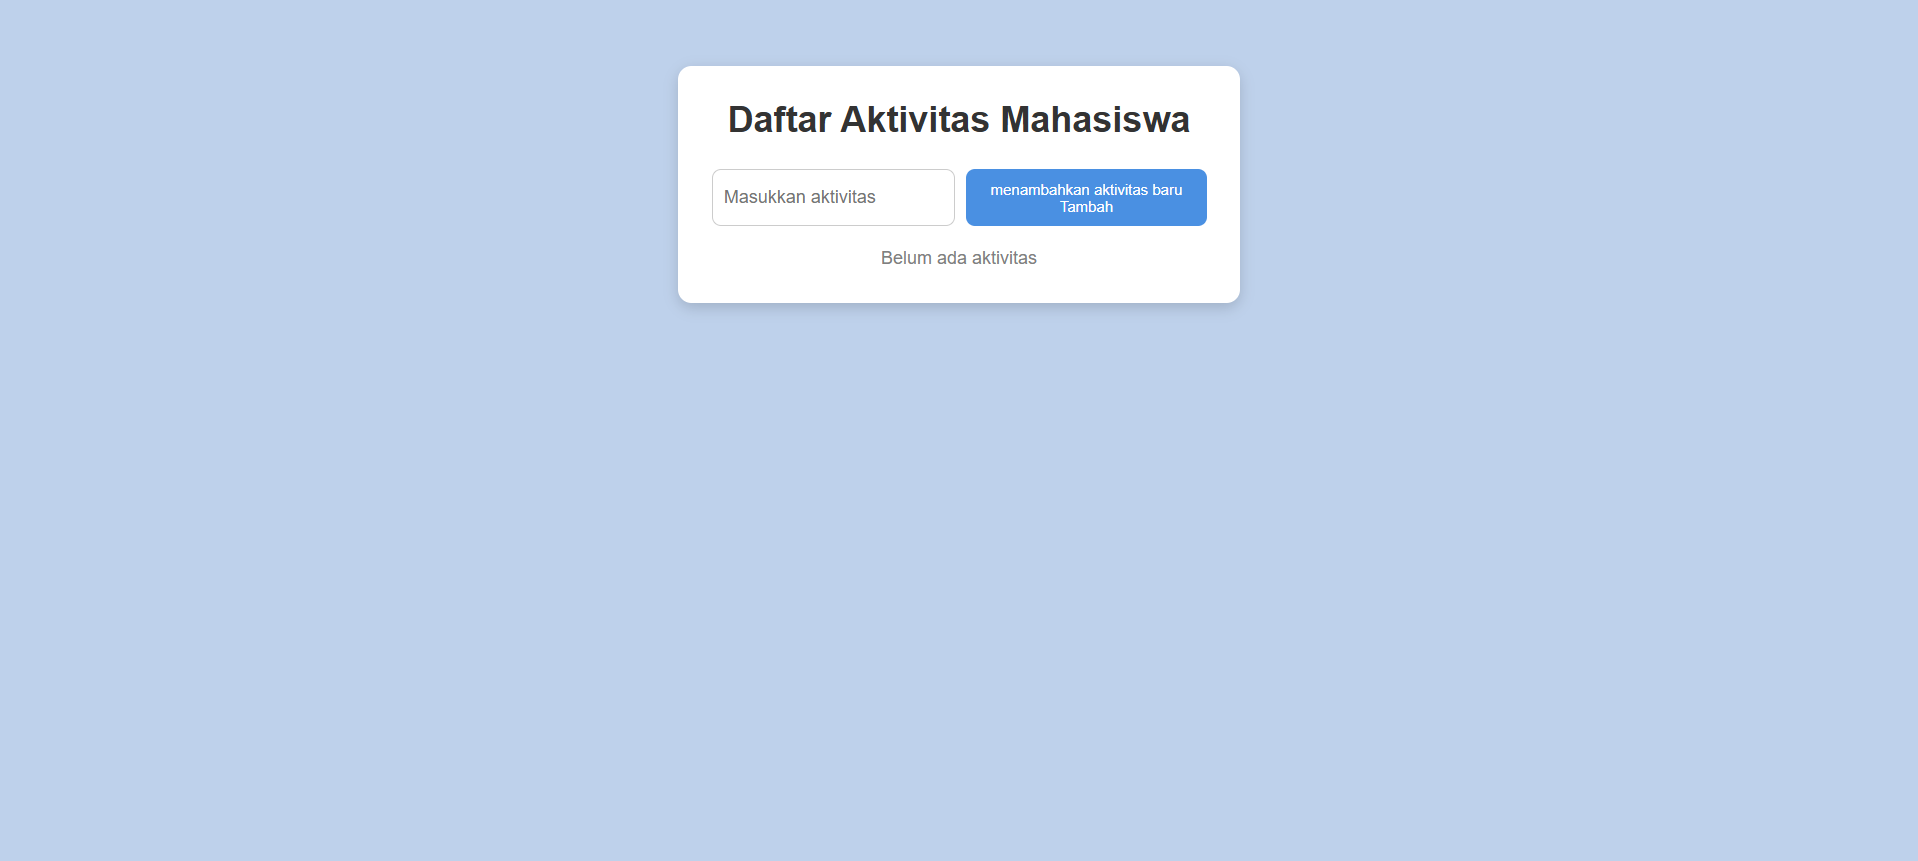 Daftar Aktivitas Mahasiswa
Masukkan aktivitas
menambahkan aktivitas baru
Tambah
Belum ada aktivitas